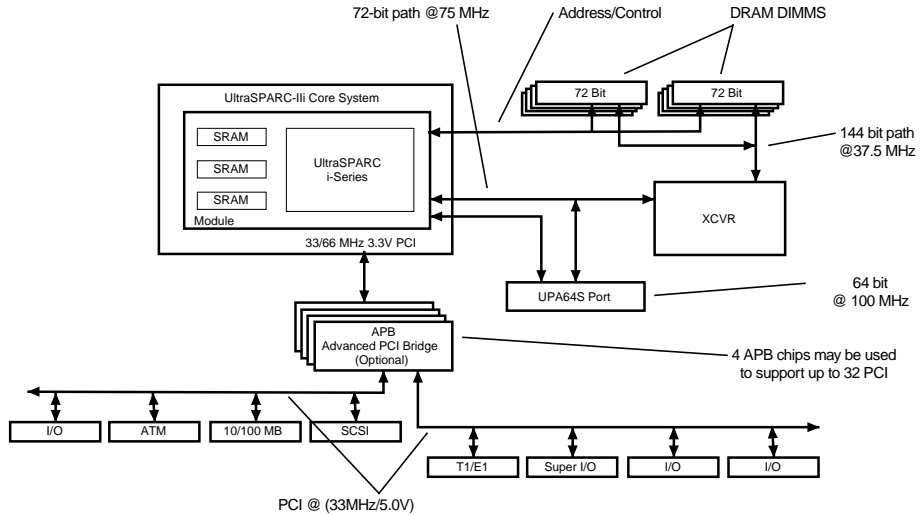 72-bit path @75 MHz
Address/Control
DRAM DIMMS
UltraSPARC-IIi Core System
72 Bit
72 Bit
SRAM
SRAM
SRAM
UltraSPARC
i-Series
Module
144 bit path
@37.5 MHz
XCVR
33/66 MHz 3.3V PCI
UPA64S Port
64 bit
@ 100 MHz
APB
Advanced PCI Bridge
(Optional)
4 APB chips may be used
to support up to 32 PCI
I/O
ATM
10/100 MB
SCSI
T1/E1
Super I/O
I/O
I/O
PCI @ (33MHz/5.0V)